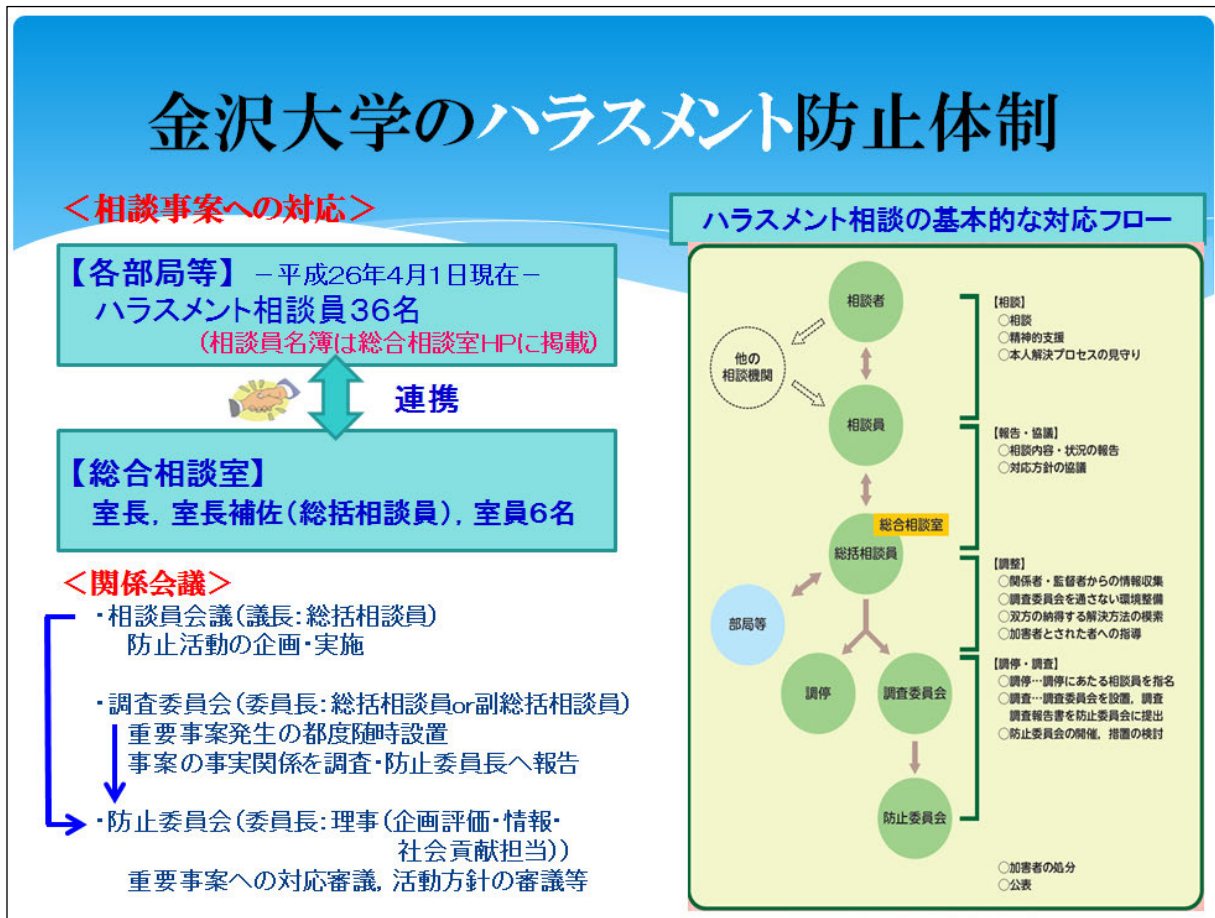 金沢大学のハラスメント防止体制
＜相談事案への対応＞
【各部局等】 －平成26年4月1日現在－
ハラスメント相談員36名
(相談員名簿は総合相談室HPに掲載)
連携
【総合相談室】
室長，室長補佐(総括相談員)，室員6名
＜関係会議＞
・相談員会議(議長：総括相談員)
防止活動の企画・実施
・調査委員会(委員長：総括相談員or副総括相談員)
重要事案発生の都度随時設置
事案の事実関係を調査・防止委員長へ報告
・防止委員会(委員長：理事(企画評価・情報・
社会貢献担当))
重要事案への対応審議，活動方針の審議等
ハラスメント相談の基本的な対応フロー
相談者
他の
相談機関
相談員
総合相談室
総括相談員
部局等
調停
調査委員会
防止委員会
【相談】
○相談
○精神的支援
○本人解決プロセスの見守り
【報告・協議】
○相談内容・状況の報告
○対応方針の協議
【調整】
○関係者・監督者からの情報収集
○調査委員会を通さない環境整備
○双方の納得する解決方法の模索
○加害者とされた者への指導
【調停・調査】
○調停…調停にあたる相談員を指名
○調査…調査委員会を設置，調査
調査報告書を防止委員会に提出
○防止委員会の開催，措置の検討
○加害者の処分
○公表